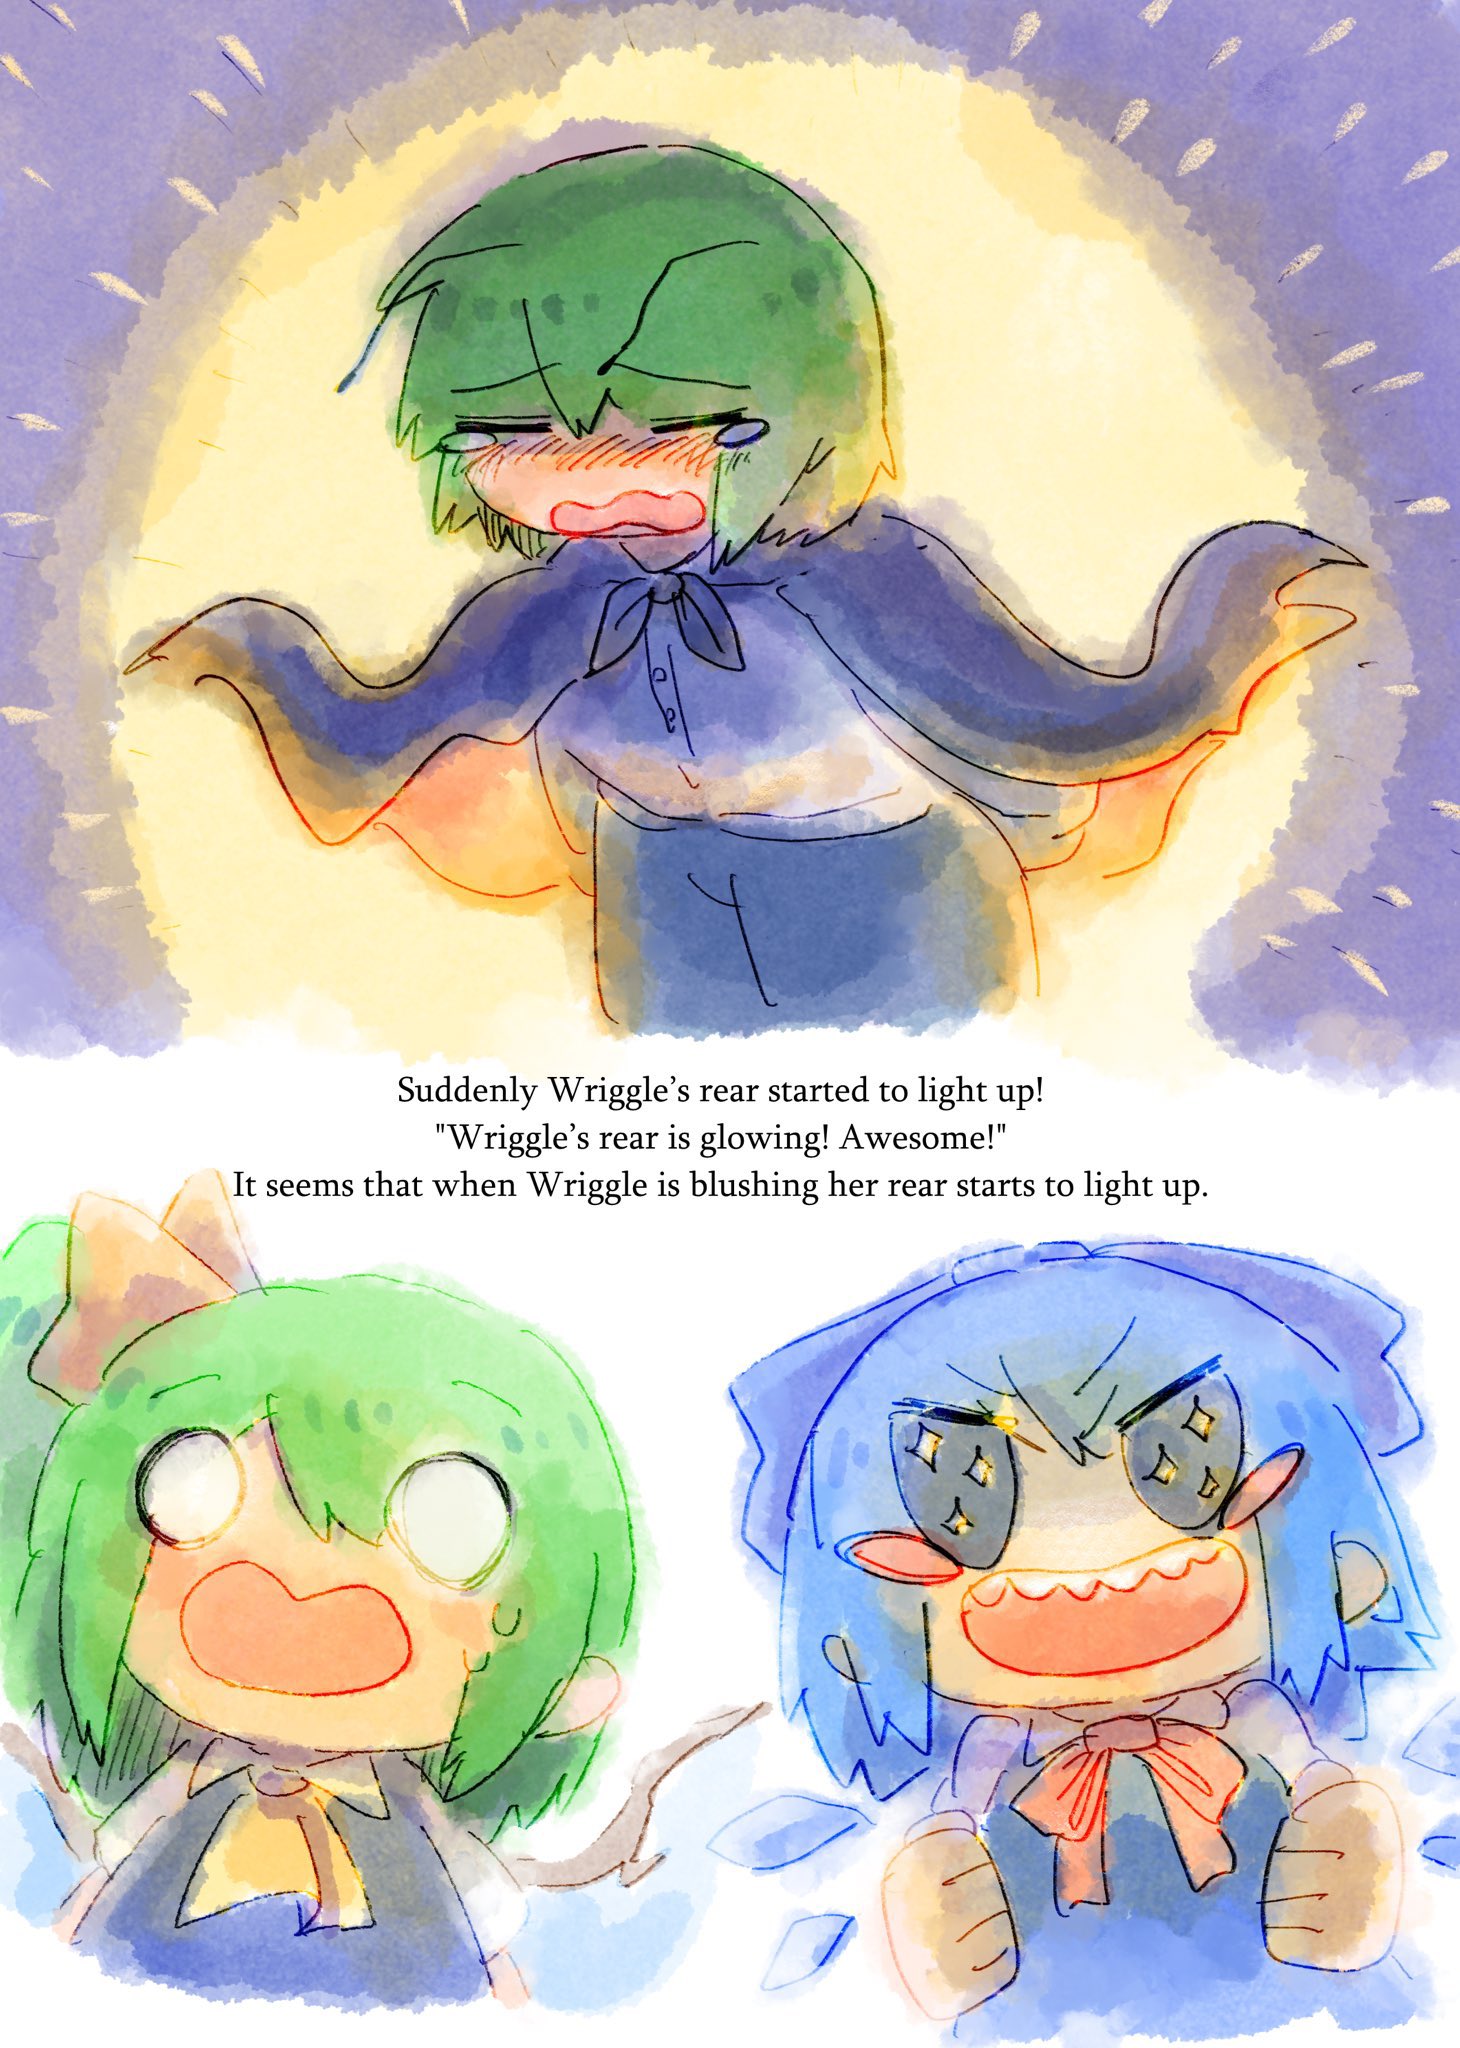 Suddenly Wriggle’s rear started to light up!
"Wriggle’s rear is glowing! Awesome!"
It seems that when Wriggle is blushing her rear starts to light up.